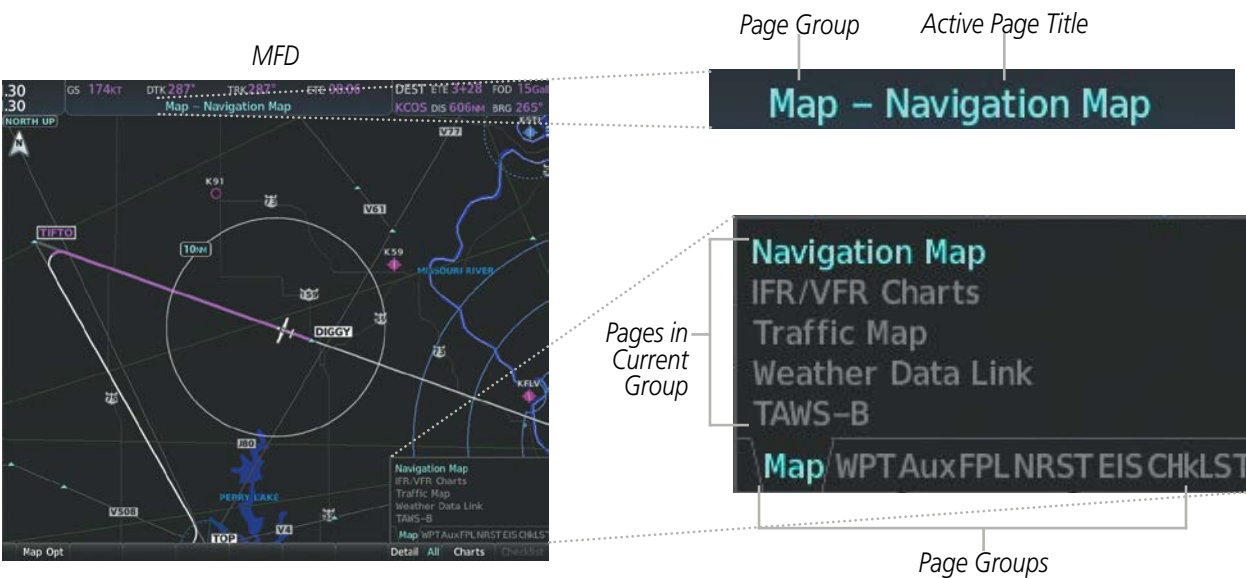 Page Group
Active Page Title
MFD
.30
.30
GS 174KT
DTK 287°
TRK 287°
ETE 98:06
DEST ETE 3+28 FOD 15Gal
KCOS DIS 606NM BRG 265°
Map – Navigation Map
Map – Navigation Map
NORTH UP
N
KSTJ
V77
K91
73
V61
TIFTO
10NM
K59
MISSOURI RIVER
159
DIGGY
75
KFLV
J80
PERRY LAKE
V508
TOP
V4
Navigation Map
IFR/VFR Charts
Traffic Map
Weather Data Link
TAWS–B
Map WPT Aux FPL NRST EIS CHkLST
Map Opt
Detail All Charts Checklist
Navigation Map
IFR/VFR Charts
Traffic Map
Weather Data Link
TAWS–B
Pages in
Current
Group
Map WPT Aux FPL NRST EIS CHkLST
Page Groups